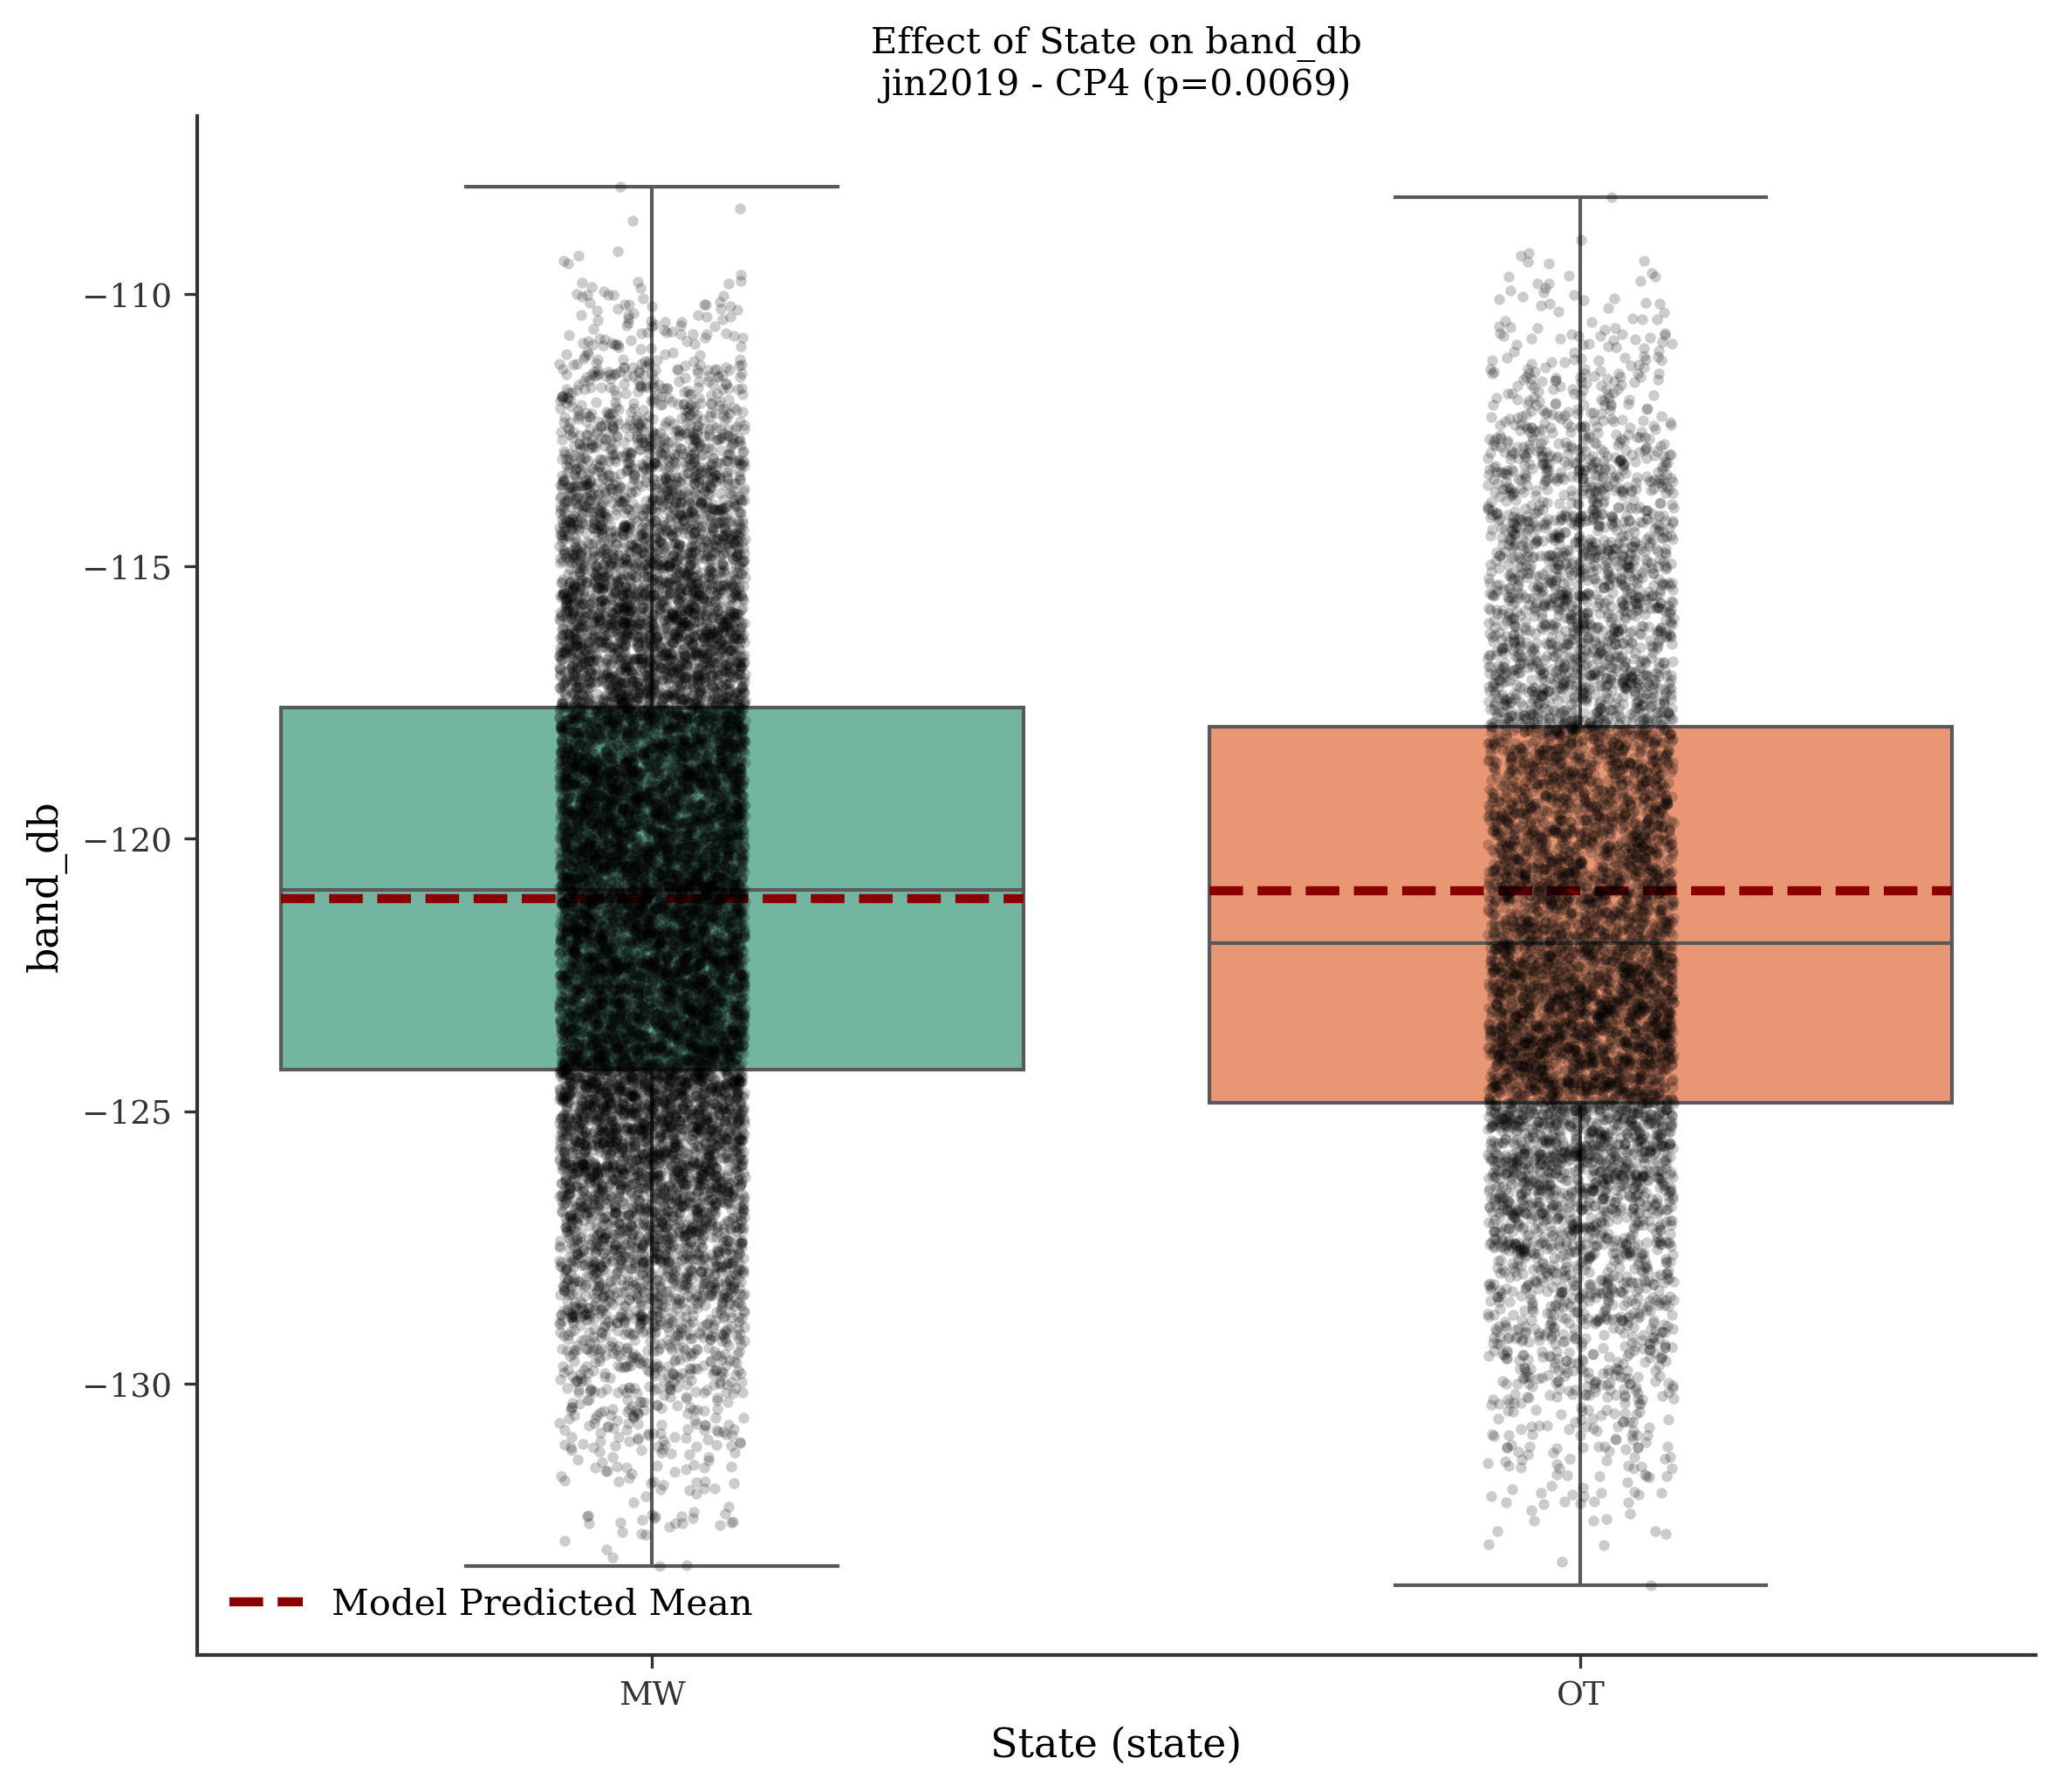 Effect of State on band_db
jin2019 - CP4 (p=0.0069)
band_db
−110
−115
−120
−125
−130
Model Predicted Mean
MW
OT
State (state)